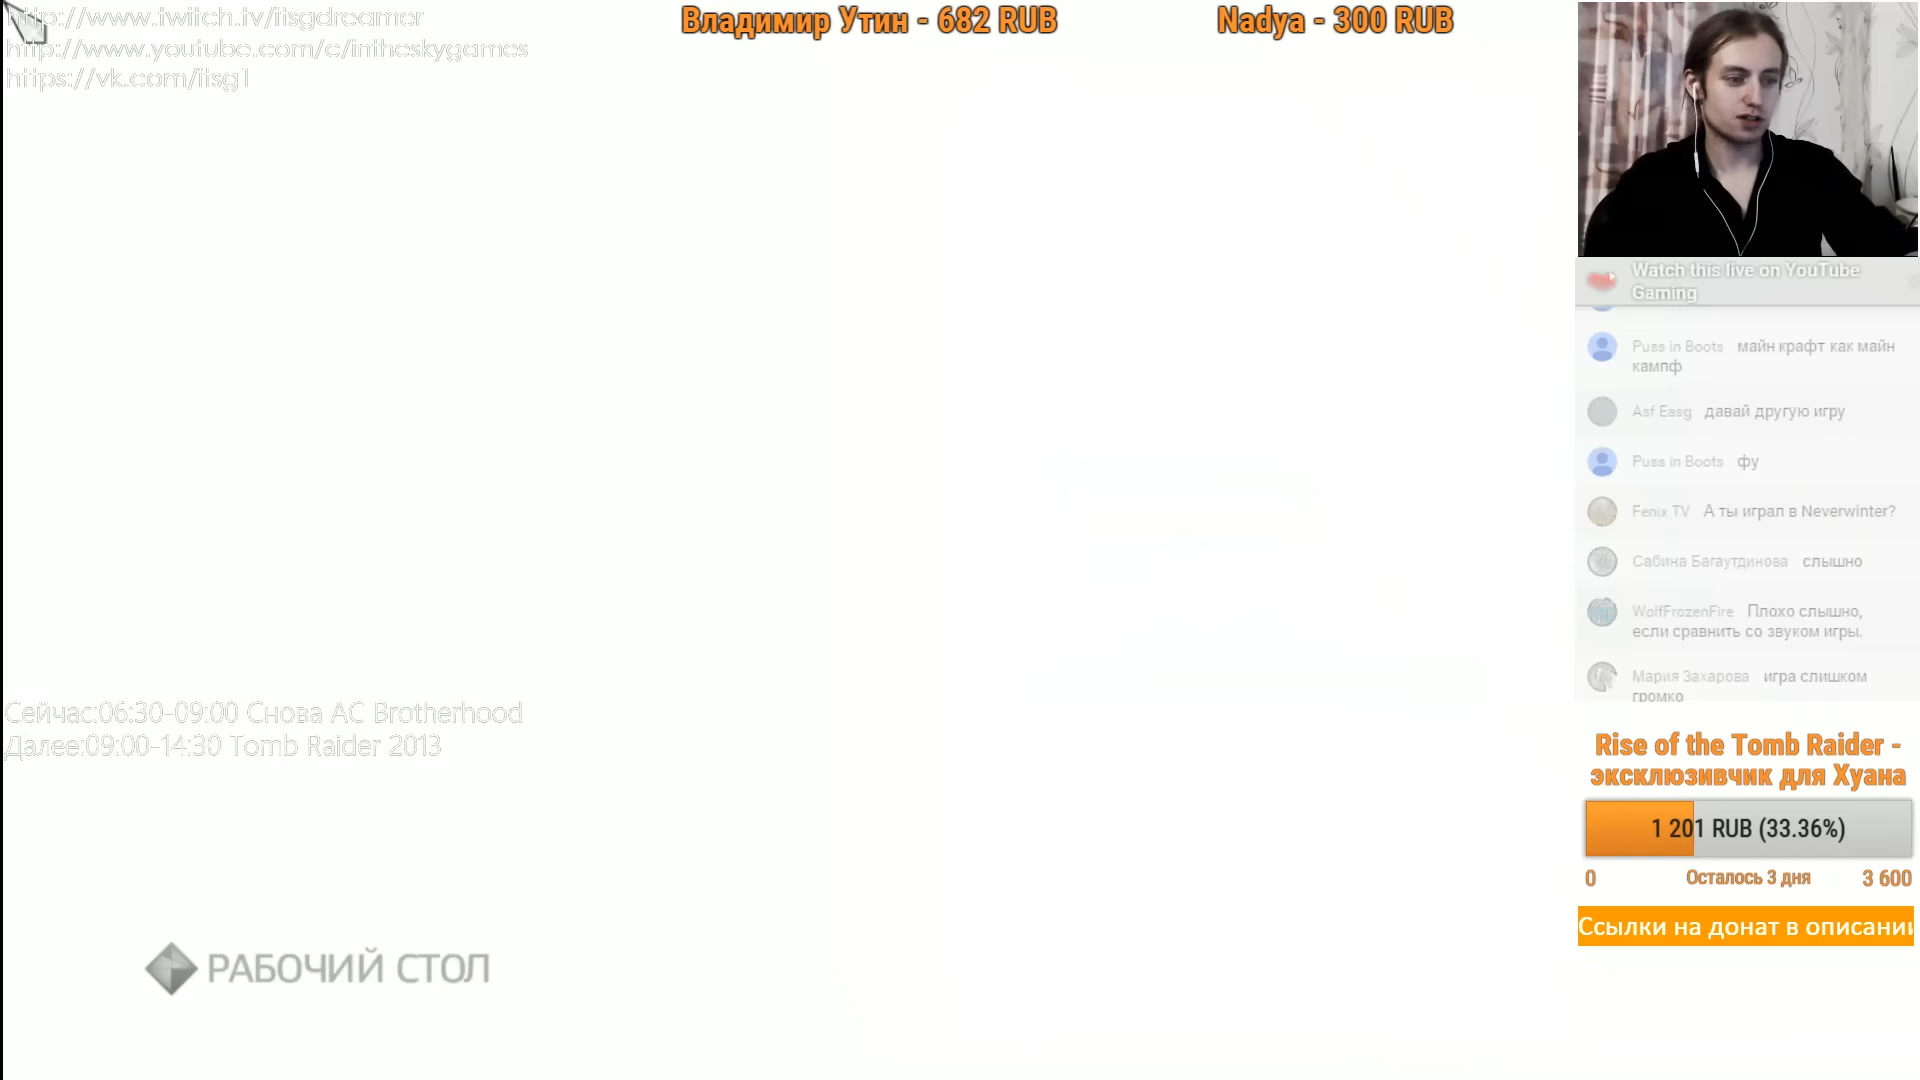 http://www.twitch.tv/itsgdreamer
http://www.youtube.com/c/intheskygames
https://vk.com/itsg1
Владимир Утин - 682 RUB
Nadya - 300 RUB
Watch this live on YouTube
Gaming
Puss in Boots майн крафт как майн
кампф
Asf Easg давай другую игру
Puss in Boots фу
Fenix TV А ты играл в Neverwinter?
Сабина Багаутдинова слышно
WolfFrozenFire Плохо слышно,
если сравнить со звуком игры.
Мария Захарова игра слишком
громко
Сейчас:06:30-09:00 Снова AC Brotherhood
Далее:09:00-14:30 Tomb Raider 2013
Rise of the Tomb Raider -
эксклюзивчик для Хуана
1 201 RUB (33.36%)
0 Осталось 3 дня 3 600
Ссылки на донат в описании
РАБОЧИЙ СТОЛ